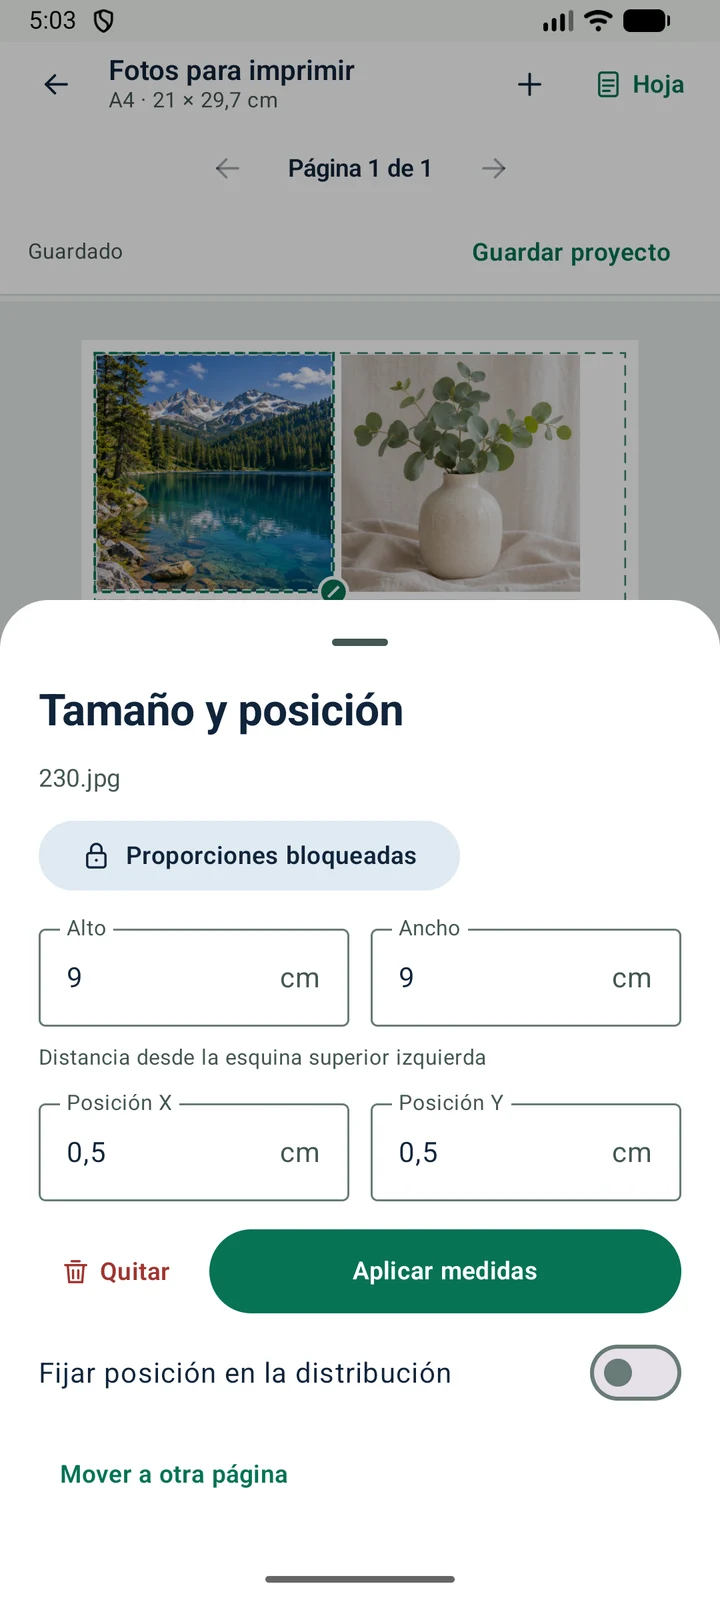 5:03
Fotos para imprimir
A4 · 21 × 29,7 cm
Hoja
Página 1 de 1
Guardado
Guardar proyecto
Tamaño y posición
230.jpg
Proporciones bloqueadas
Alto
Ancho
9 cm
9 cm
Distancia desde la esquina superior izquierda
Posición X
Posición Y
0,5 cm
0,5 cm
Quitar
Aplicar medidas
Fijar posición en la distribución
Mover a otra página